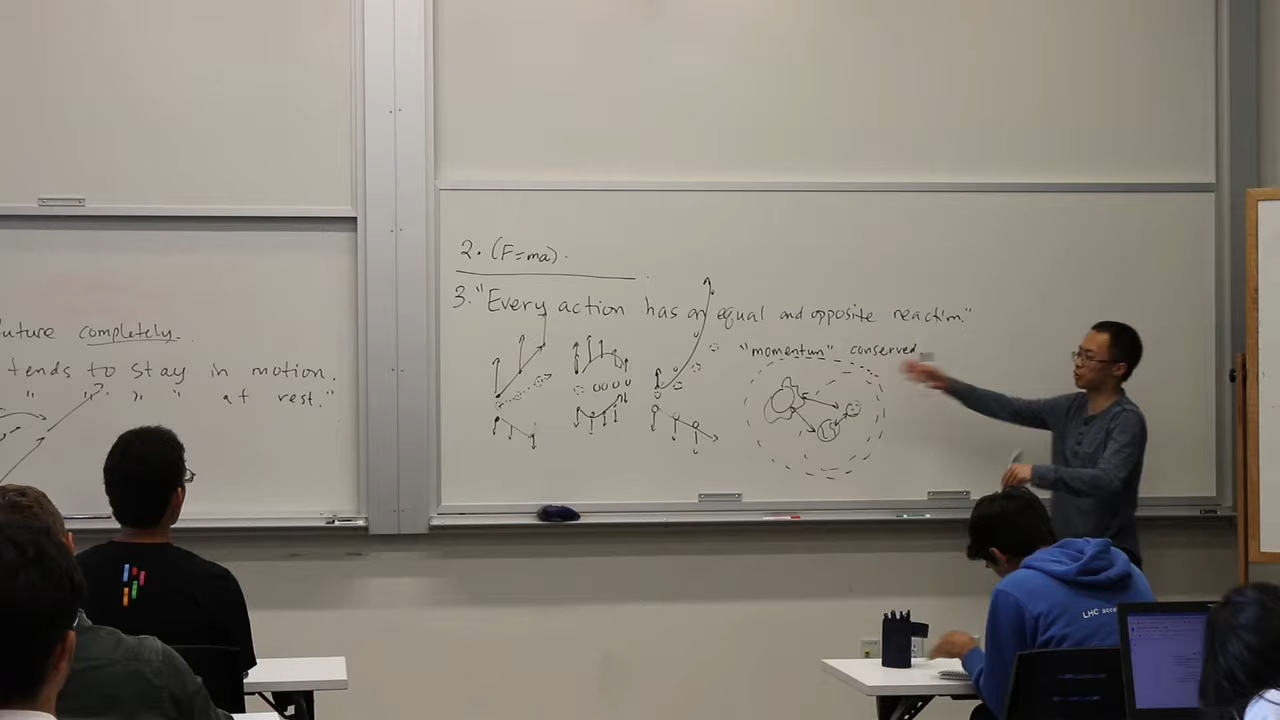 uture completely.
tends to stay in motion.
" " " " at rest."
2. (F=ma).
3. "Every action has an equal and opposite reaction."
"momentum" conserved
LHC